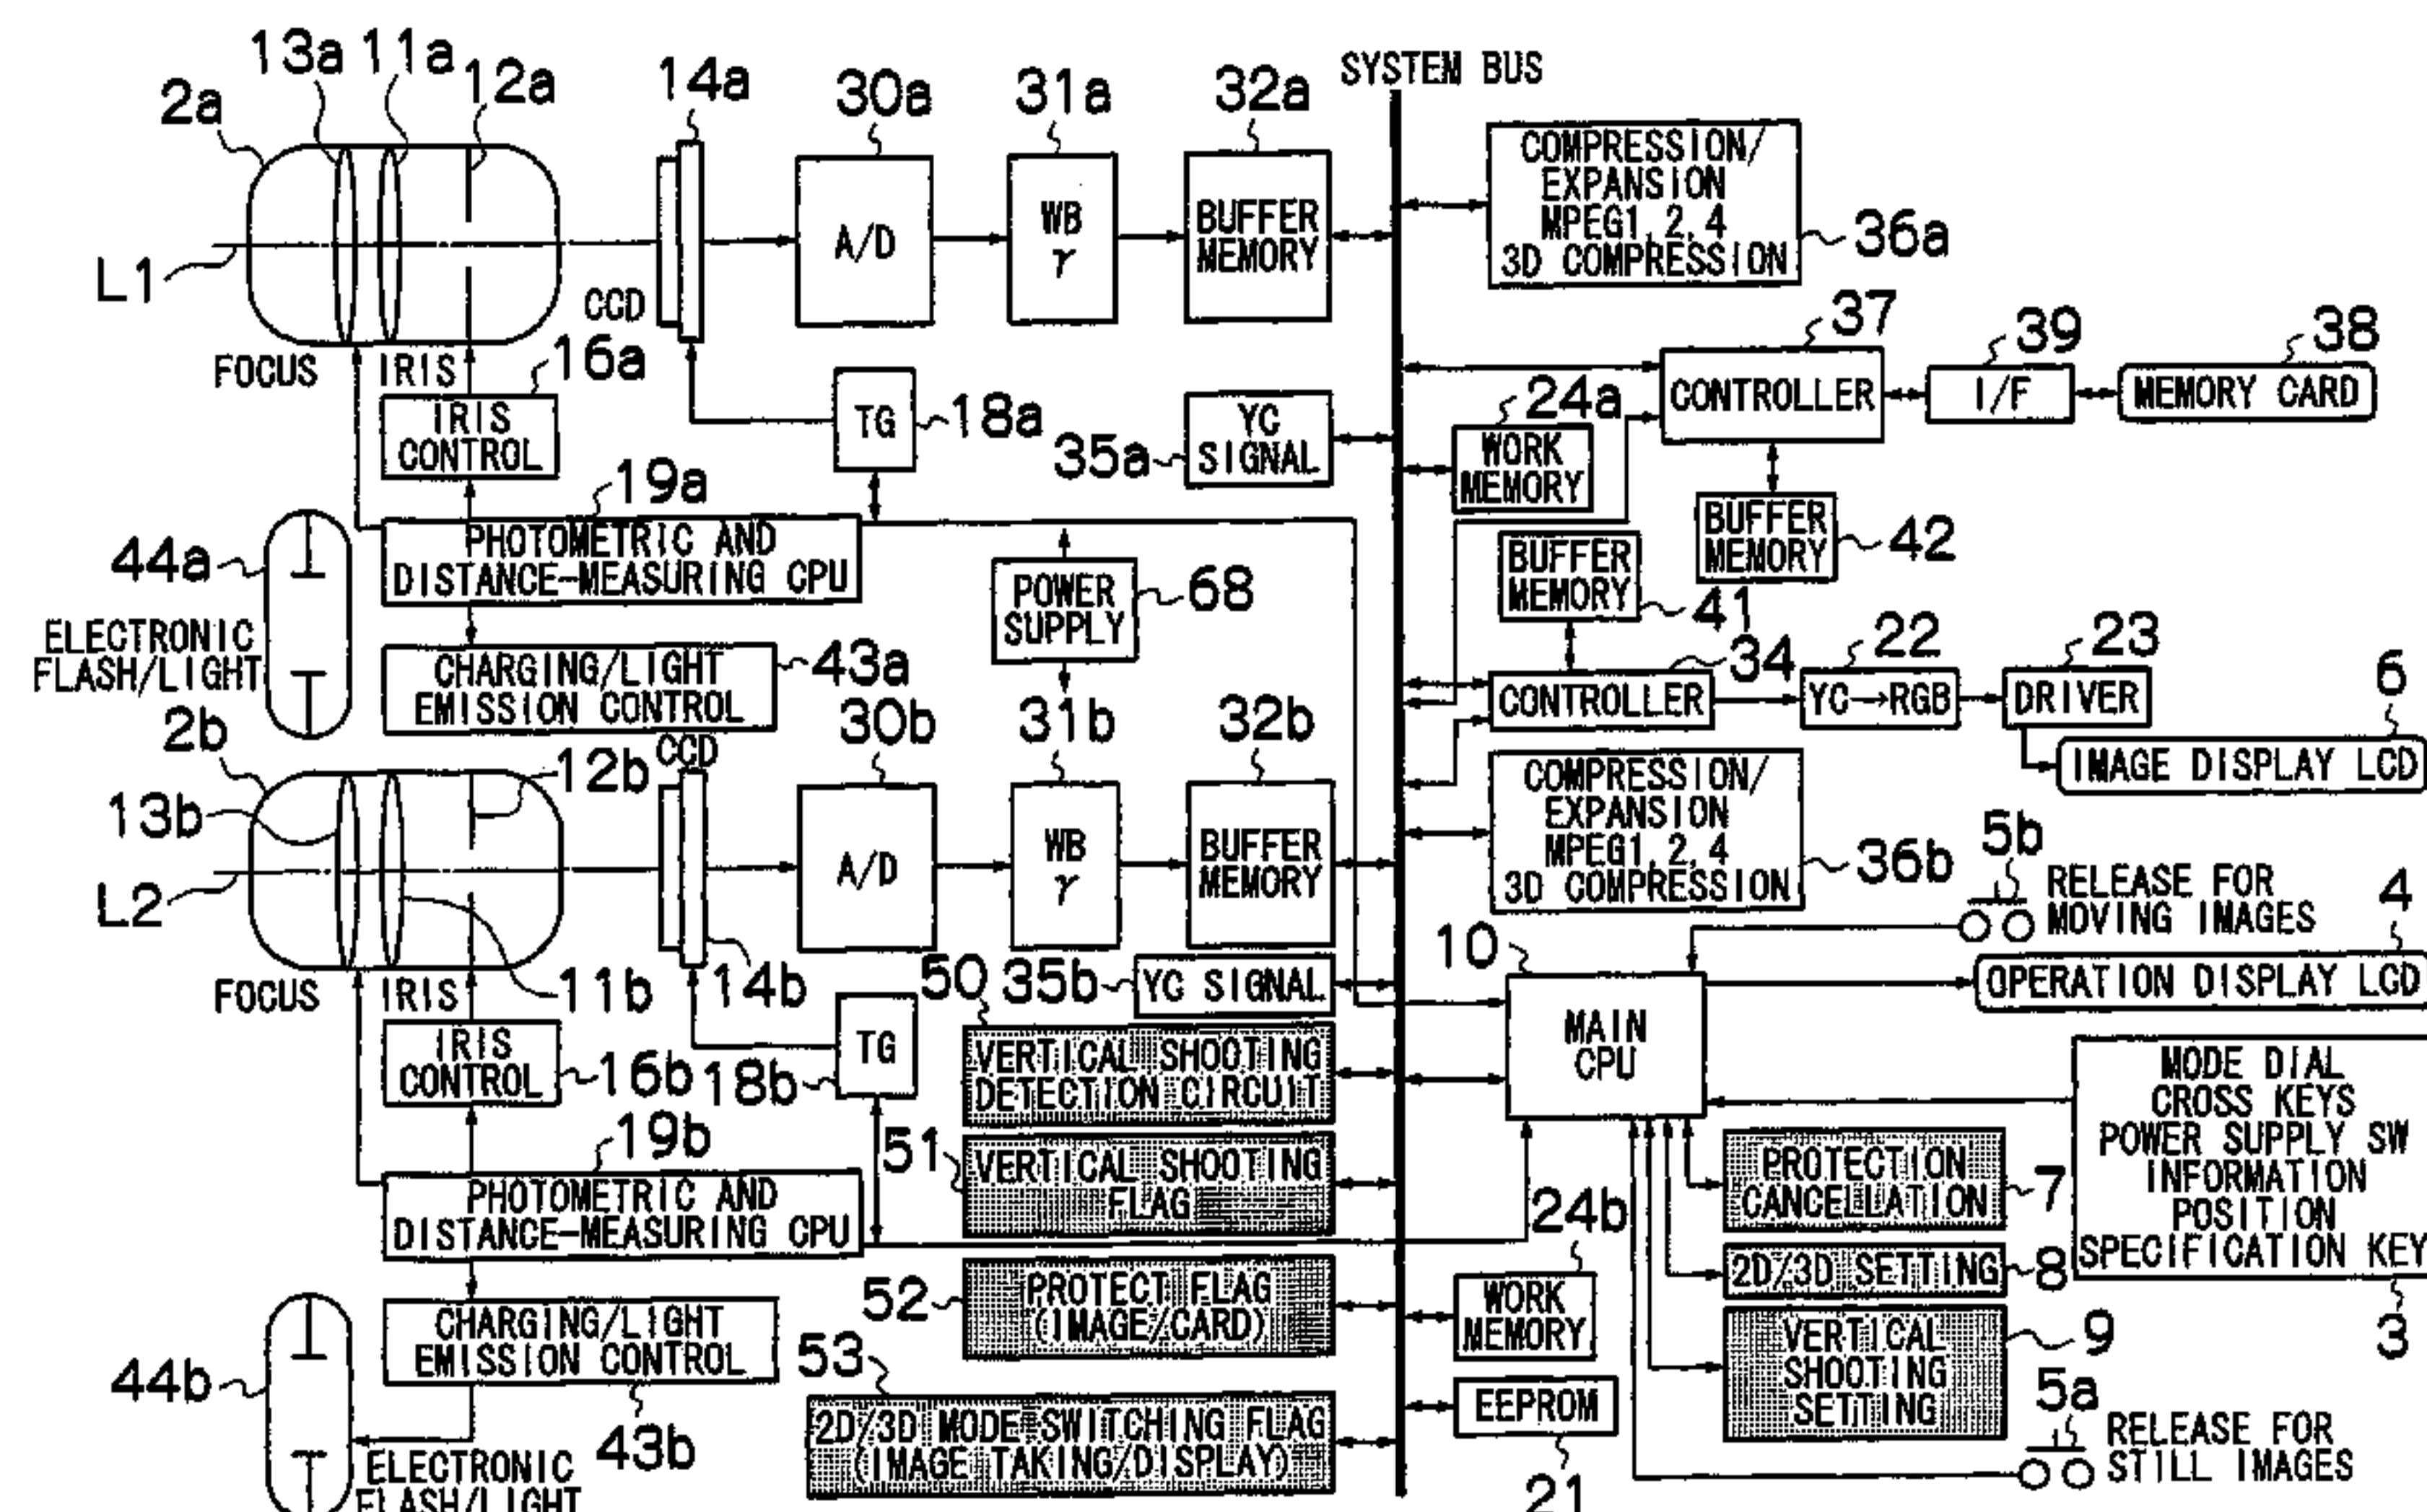 13a 11a 12a 14a 30a 31a 32a SYSTEM BUS
2a
COMPRESSION/
EXPANSION
MPEG1,2,4
3D COMPRESSION
36a
A/D
WB
γ
BUFFER
MEMORY
L1
CCD
37 39 38
FOCUS IRIS 16a
CONTROLLER
I/F
MEMORY CARD
IRIS
CONTROL
TG 18a
YC
SIGNAL
35a
24a
WORK
MEMORY
19a
PHOTOMETRIC AND
DISTANCE-MEASURING CPU
44a
POWER
SUPPLY
68
BUFFER
MEMORY
41
BUFFER
MEMORY
42
ELECTRONIC
FLASH/LIGHT
CHARGING/LIGHT
EMISSION CONTROL
43a
34 22 23 6
CONTROLLER
YC→RGB
DRIVER
IMAGE DISPLAY LCD
2b 12b CCD 30b 31b 32b
13b
L2
A/D
WB
γ
BUFFER
MEMORY
COMPRESSION/
EXPANSION
MPEG1,2,4
3D COMPRESSION
36b
5b
RELEASE FOR
MOVING IMAGES
4
OPERATION DISPLAY LCD
FOCUS IRIS 11b 14b
50 35b
YC SIGNAL
10
MAIN
CPU
IRIS
CONTROL
16b 18b
TG
VERTICAL SHOOTING
DETECTION CIRCUIT
MODE DIAL
CROSS KEYS
POWER SUPPLY SW
INFORMATION
POSITION
SPECIFICATION KEY
3
19b
PHOTOMETRIC AND
DISTANCE-MEASURING CPU
51
VERTICAL SHOOTING
FLAG
PROTECTION
CANCELLATION
7
24b
WORK
MEMORY
2D/3D SETTING
8
52
PROTECT FLAG
(IMAGE/CARD)
CHARGING/LIGHT
EMISSION CONTROL
43b
44b
53
2D/3D MODE SWITCHING FLAG
(IMAGE TAKING/DISPLAY)
EEPROM
21
VERTICAL
SHOOTING
SETTING
9
5a
RELEASE FOR
STILL IMAGES
ELECTRONIC
FLASH/LIGHT